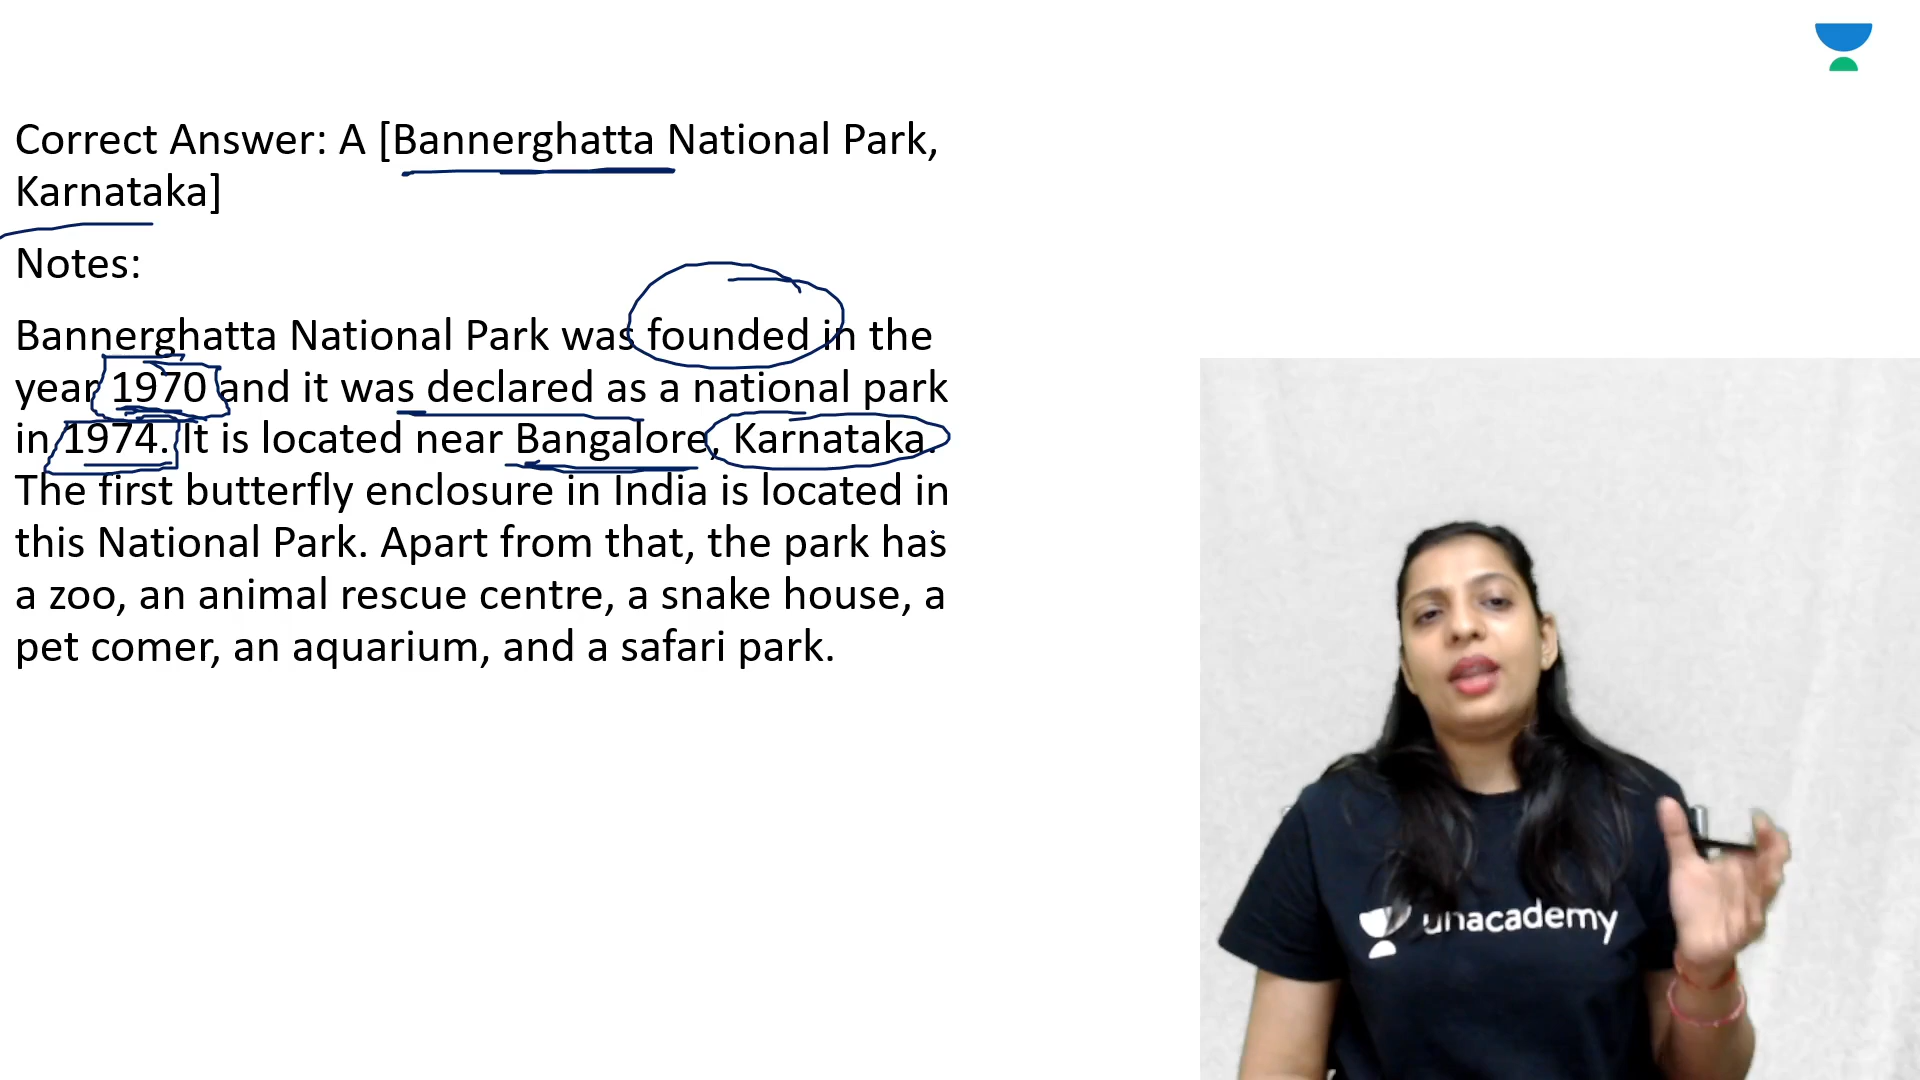 Correct Answer: A [Bannerghatta National Park,
Karnataka]
Notes:
Bannerghatta National Park was founded in the
year 1970 and it was declared as a national park
in 1974. It is located near Bangalore, Karnataka.
The first butterfly enclosure in India is located in
this National Park. Apart from that, the park has
a zoo, an animal rescue centre, a snake house, a
pet comer, an aquarium, and a safari park.
unacademy